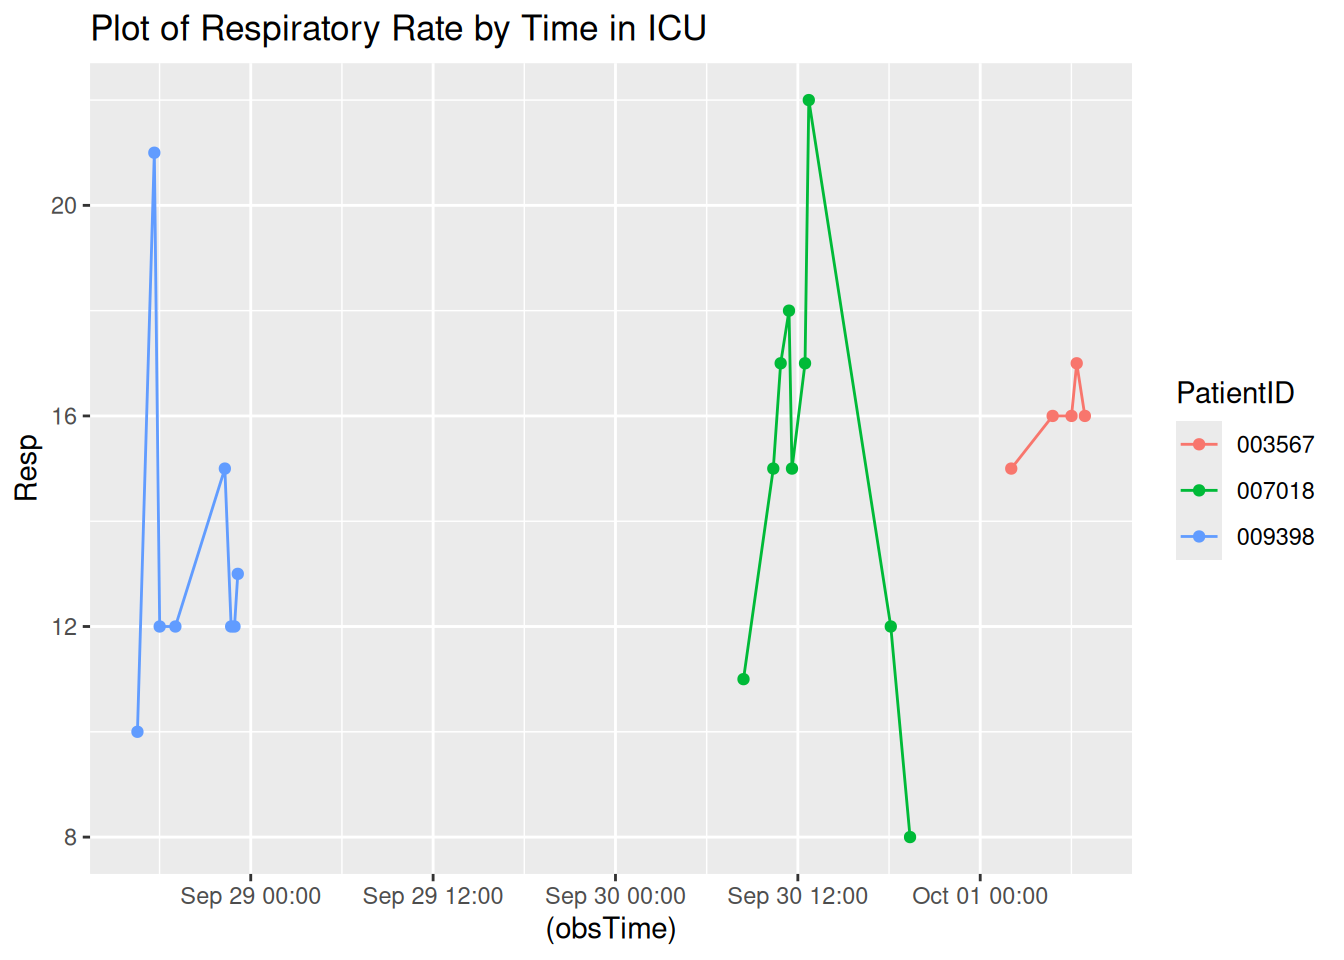 Plot of Respiratory Rate by Time in ICU
Resp
20
16
12
8
Sep 29 00:00
Sep 29 12:00
Sep 30 00:00
Sep 30 12:00
Oct 01 00:00
(obsTime)
PatientID
003567
007018
009398